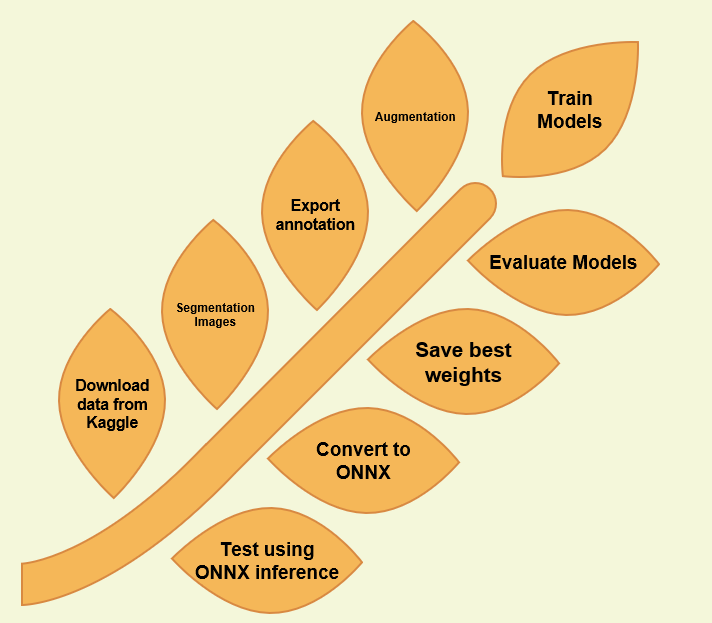 Download
data from
Kaggle
Segmentation
Images
Export
annotation
Augmentation
Train
Models
Evaluate Models
Save best
weights
Convert to
ONNX
Test using
ONNX inference